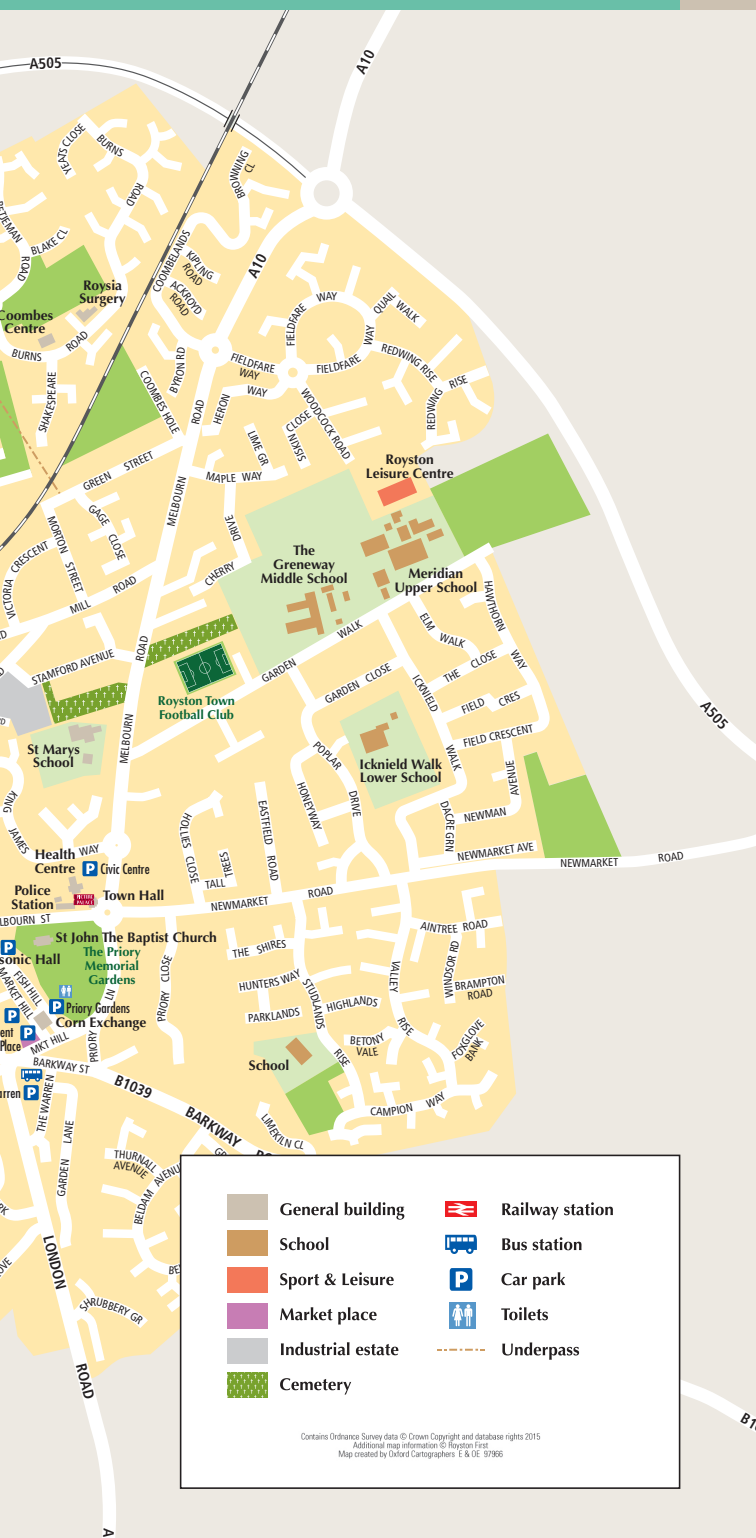 A505
A10
YEATS CLOSE
BURNS
ROAD
BROWNING
CL
BLAKE CL
ROAD
COOMBELANDS
KIPLING
ROAD
ACKROYD
ROAD
A10
Roysia
Surgery
Coombes
Centre
BURNS
ROAD
SHAKESPEARE
BYRON RD
COOMBES HOLE
FIELDFARE
WAY
QUAIL
WALK
WAY
FIELDFARE
WAY
FIELDFARE
REDWING RISE
REDWING
RISE
WAY
HERON
ROAD
WOODCOCK ROAD
CLOSE
NIKSIS
LIME GR
MAPLE WAY
MELBOURN
GREEN STREET
GAGE CLOSE
MORTON STREET
CRESCENT
VICTORIA
MILL ROAD
DRIVE
CHERRY
Royston
Leisure Centre
The
Greneway
Middle School
Meridian
Upper School
HAWTHORN
WAY
ELM WALK
WALK
GARDEN
GARDEN CLOSE
THE CLOSE
ICKNIELD
WALK
FIELD CRES
FIELD CRESCENT
STAMFORD AVENUE
ROAD
MELBOURN
Royston Town
Football Club
St Marys
School
A505
Icknield Walk
Lower School
POPLAR
DRIVE
HONEYWAY
AVENUE
NEWMAN
DACRE GRN
NEWMARKET AVE
NEWMARKET ROAD
KING
JAMES
WAY
HOLLIES CLOSE
TREES
TALL
EASTFIELD ROAD
Health
Centre
P Civic Centre
Police
Station
Town Hall
NEWMARKET
ROAD
LBOURN ST
St John The Baptist Church
sonic Hall
P
The Priory
Memorial
Gardens
FISH HILL
MARKET HILL
P Priory Gardens
Corn Exchange
P
P
ent
Place
MKT HILL
PRIORY
LN
PRIORY CLOSE
THE SHIRES
HUNTERS WAY
PARKLANDS
STUDLANDS
RISE
HIGHLANDS
BETONY
VALE
VALLEY
RISE
AINTREE ROAD
WINDSOR RD
BRAMPTON
ROAD
FOXGLOVE
BANK
CAMPION WAY
School
BARKWAY ST
arren P
THE WARREN
B1039
BARKWAY
LIMEKILN CL
GARDEN LANE
THURNALL
AVENUE
BELDAM AVENUE
LONDON
ROAD
SHRUBBERY GR
General building
School
Sport & Leisure
Market place
Industrial estate
Cemetery
Railway station
Bus station
P Car park
Toilets
Underpass
Contains Ordnance Survey data © Crown Copyright and database rights 2015
Additional map information © Royston First
Map created by Oxford Cartographers E & OE 97966